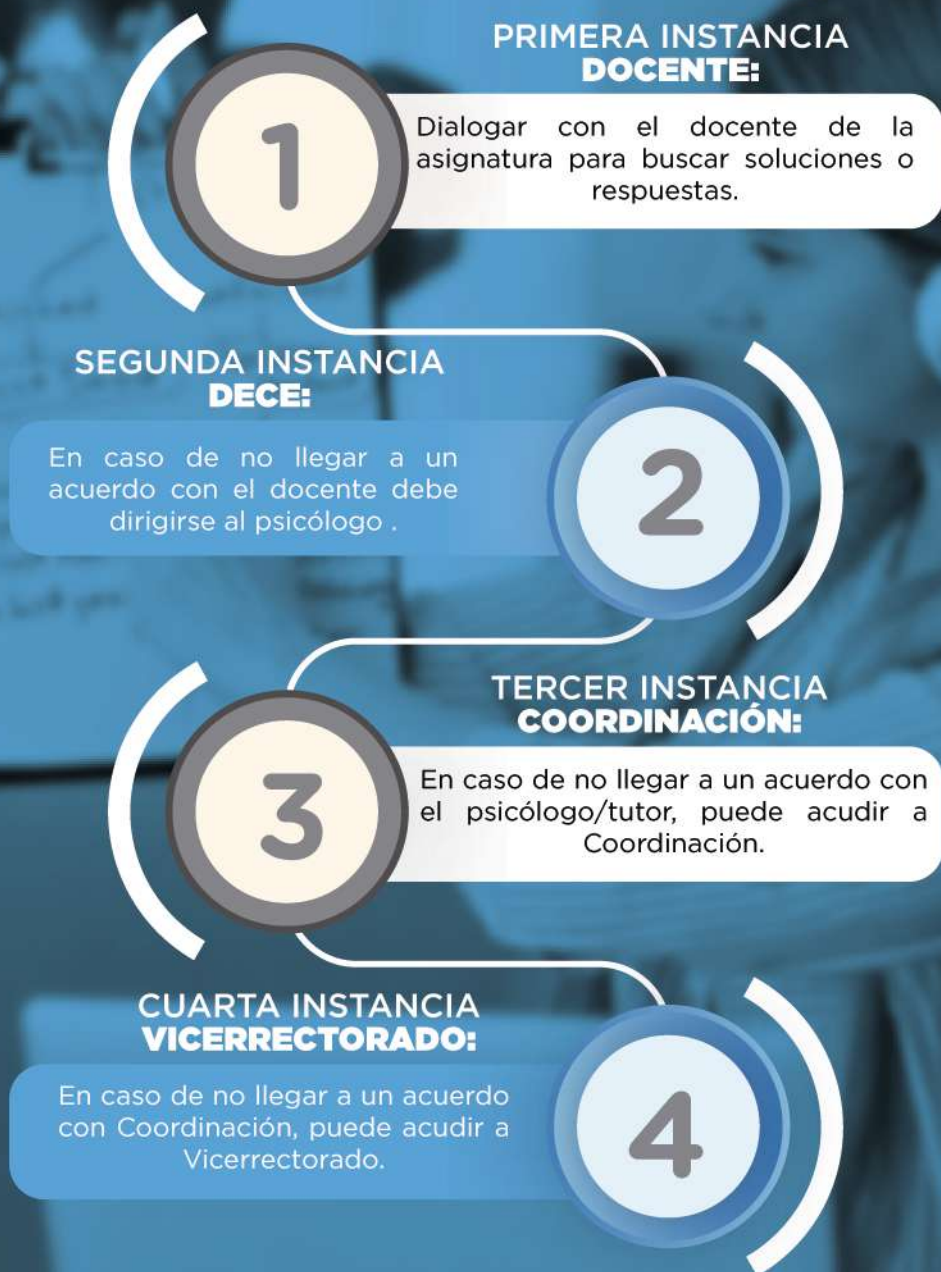 PRIMERA INSTANCIA
DOCENTE:
1
Dialogar con el docente de la
asignatura para buscar soluciones o
respuestas.
SEGUNDA INSTANCIA
DECE:
En caso de no llegar a un
acuerdo con el docente debe
dirigirse al psicólogo .
2
TERCER INSTANCIA
COORDINACIÓN:
3
En caso de no llegar a un acuerdo con
el psicólogo/tutor, puede acudir a
Coordinación.
CUARTA INSTANCIA
VICERRECTORADO:
En caso de no llegar a un acuerdo
con Coordinación, puede acudir a
Vicerrectorado.
4